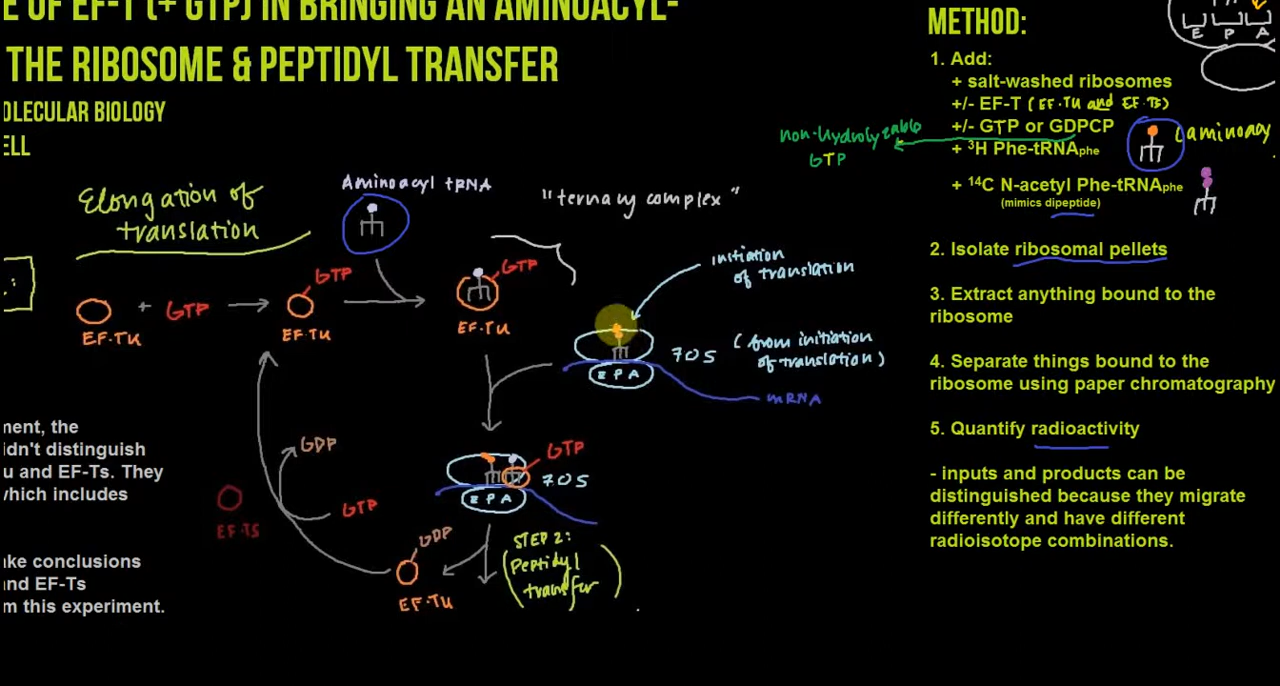 E OF EF-T (+ GTP) IN BRINGING AN AMINOACYL-
THE RIBOSOME & PEPTIDYL TRANSFER
OLECULAR BIOLOGY
ELL
Elongation of
translation
Aminoacyl tRNA
"ternary complex"
EF.TU
+ GTP
GTP
EF.TU
GTP
EF.TU
initiation
of translation
E P A
70S
(from initiation
of translation)
mRNA
GTP
70S
E P A
GDP
GTP
EF.TS
GDP
EF.TU
STEP 2:
(Peptidyl
transfer)
ment, the
idn't distinguish
u and EF-Ts. They
which includes
ake conclusions
nd EF-Ts
m this experiment.
METHOD:
1. Add:
+ salt-washed ribosomes
+/- EF-T (EF.TU and EF.TS)
+/- GTP or GDPCP
non-hydrolyzable
GTP
+ ³H Phe-tRNAphe
(aminoacy
+ ¹⁴C N-acetyl Phe-tRNAphe
(mimics dipeptide)
2. Isolate ribosomal pellets
3. Extract anything bound to the
ribosome
4. Separate things bound to the
ribosome using paper chromatography
5. Quantify radioactivity
- inputs and products can be
distinguished because they migrate
differently and have different
radioisotope combinations.
E P A